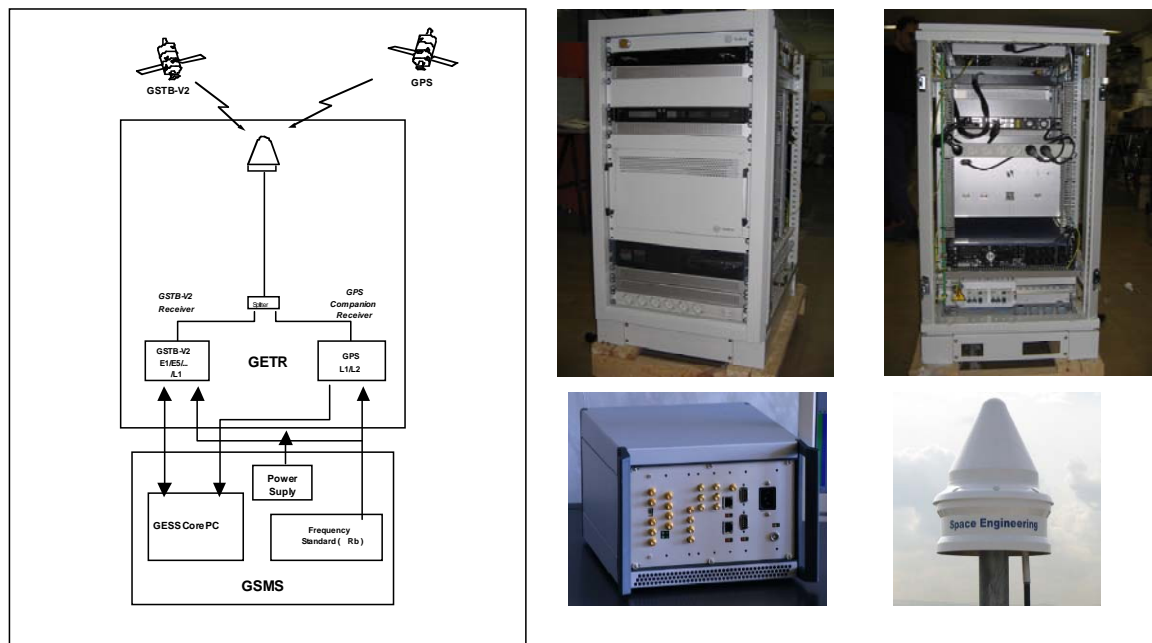 GSTB-V2
GPS
GSTB-V2
Receiver
GPS
Companion
Receiver
Splitter
GSTB-V2
E1/E5/...
/L1
GETR
GPS
L1/L2
Power
Suply
GESS Core PC
Frequency
Standard ( Rb )
GSMS
Space Engineering